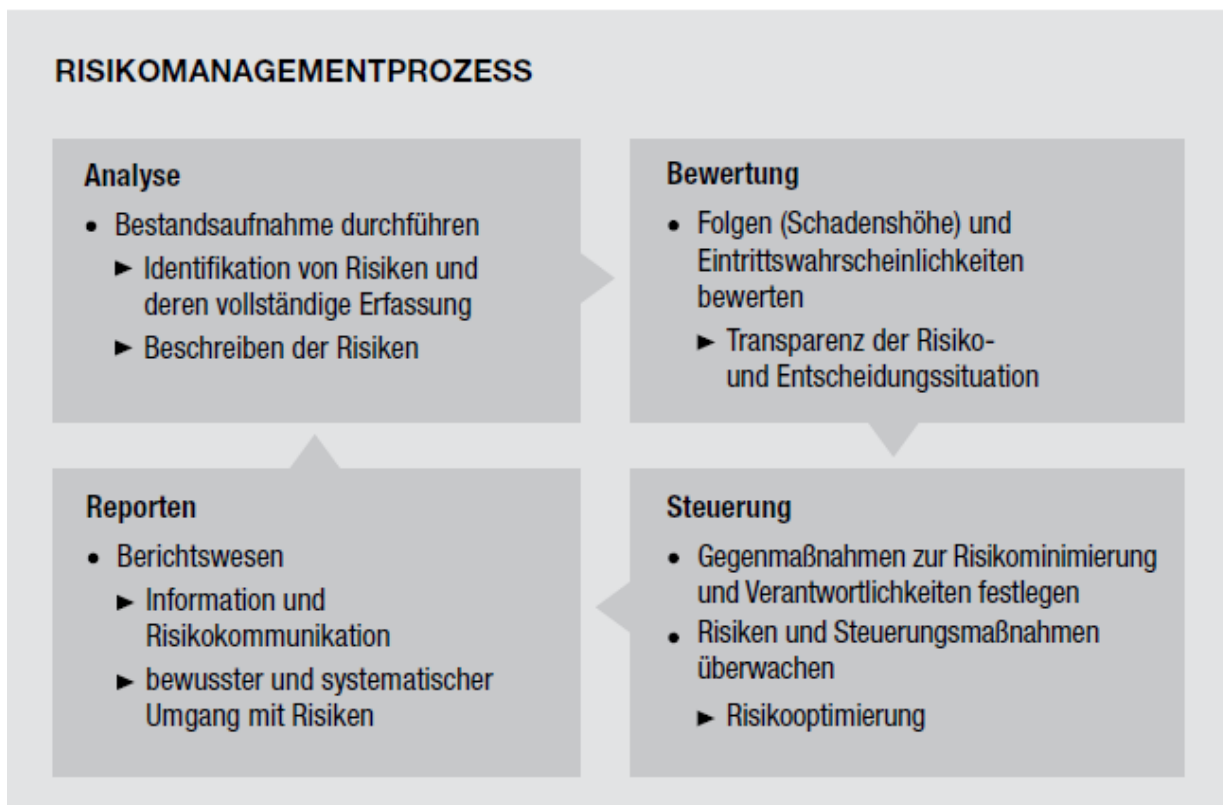 RISIKOMANAGEMENTPROZESS
Analyse
• Bestandsaufnahme durchführen
► Identifikation von Risiken und
deren vollständige Erfassung
► Beschreiben der Risiken
Bewertung
• Folgen (Schadenshöhe) und
Eintrittswahrscheinlichkeiten
bewerten
► Transparenz der Risiko-
und Entscheidungssituation
Reporten
• Berichtswesen
► Information und
Risikokommunikation
► bewusster und systematischer
Umgang mit Risiken
Steuerung
• Gegenmaßnahmen zur Risikominimierung
und Verantwortlichkeiten festlegen
• Risiken und Steuerungsmaßnahmen
überwachen
► Risikooptimierung